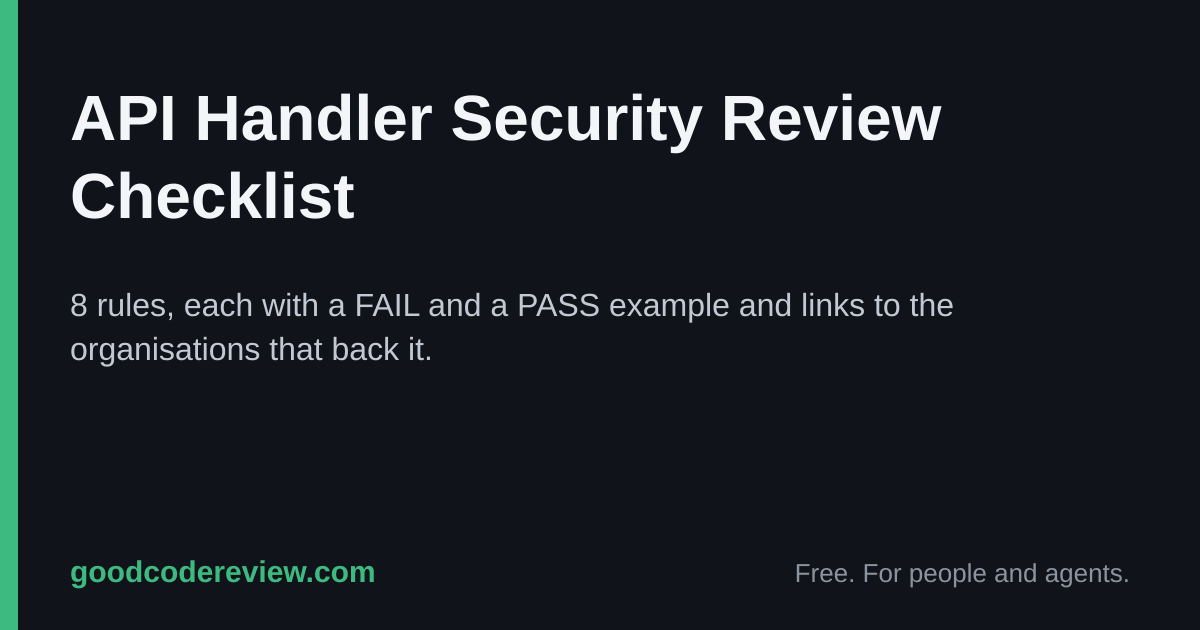 API Handler Security Review
Checklist
8 rules, each with a FAIL and a PASS example and links to the
organisations that back it.
goodcodereview.com
Free. For people and agents.